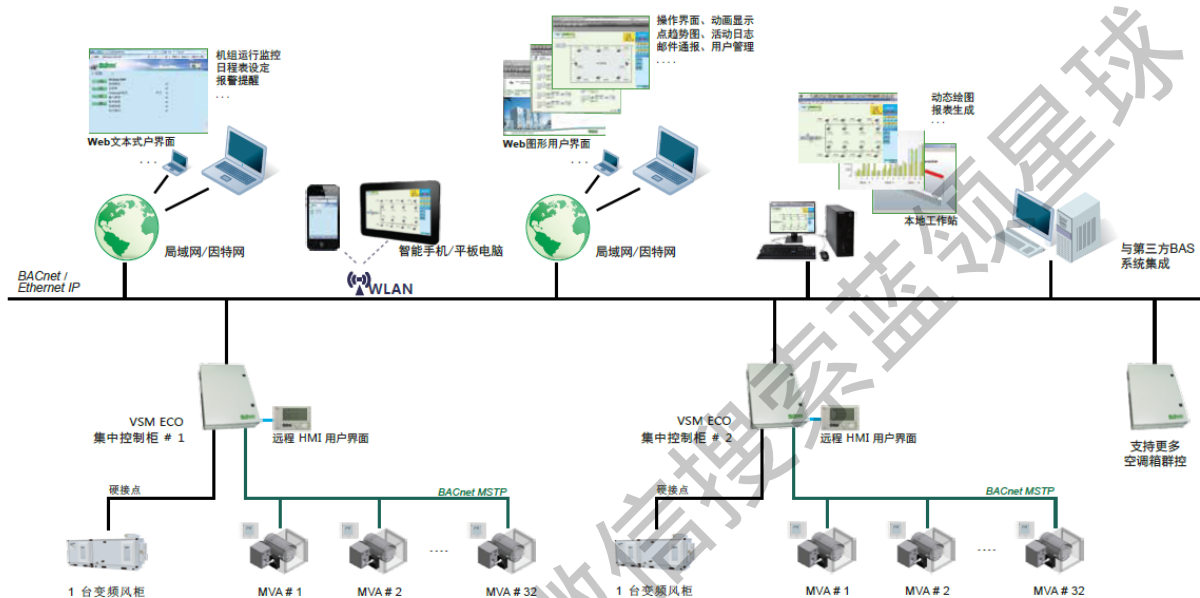 机组运行监控
日程表设定
报警提醒
...
Web文本式户界面
...
操作界面、动画显示
点趋势图、活动日志
邮件通报、用户管理
....
Web图形用户界面
...
动态绘图
报表生成
...
本地工作站
局域网/因特网
智能手机/平板电脑
WLAN
局域网/因特网
与第三方BAS
系统集成
BACnet /
Ethernet IP
VSM ECO
集中控制柜 # 1
远程 HMI 用户界面
VSM ECO
集中控制柜 # 2
远程 HMI 用户界面
支持更多
空调箱群控
硬接点
BACnet MSTP
硬接点
BACnet MSTP
1 台变频风柜
MVA # 1
MVA # 2
....
MVA # 32
1 台变频风柜
MVA # 1
MVA # 2
....
MVA # 32
微信搜索蓝领星球